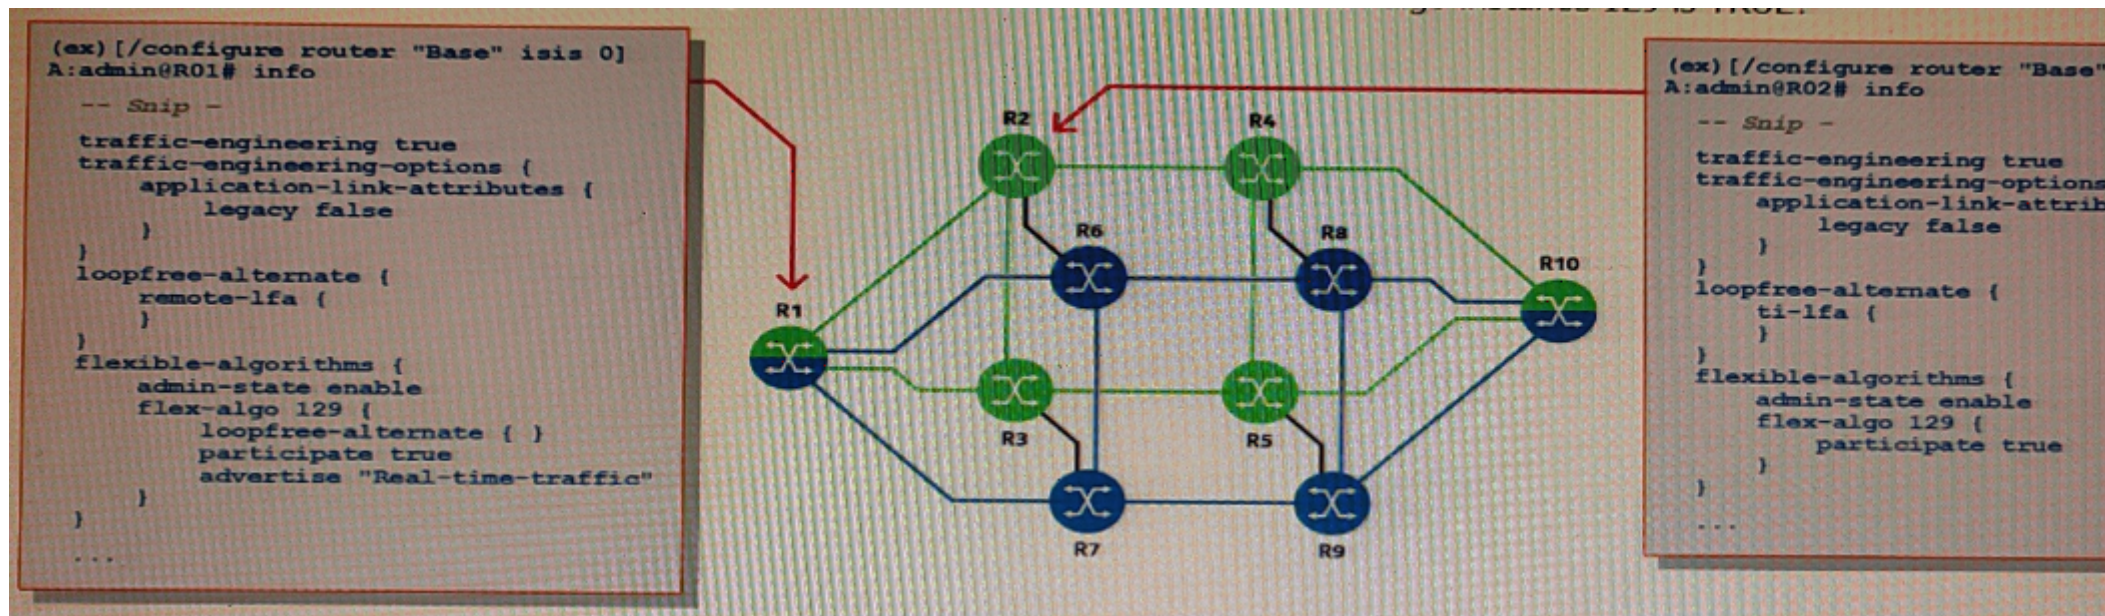 instance 129 is TRUE?
(ex)[/configure router "Base" isis 0]
A:admin@R01# info
-- Snip -
traffic-engineering true
traffic-engineering-options {
application-link-attributes {
legacy false
}
}
loopfree-alternate {
remote-lfa {
}
}
flexible-algorithms {
admin-state enable
flex-algo 129 {
loopfree-alternate { }
participate true
advertise "Real-time-traffic"
}
}
...
R1
R2
R4
R6
R8
R10
R3
R5
R7
R9
(ex)[/configure router "Base"
A:admin@R02# info
-- Snip -
traffic-engineering true
traffic-engineering-options
application-link-attrib
legacy false
}
}
loopfree-alternate {
ti-lfa {
}
}
flexible-algorithms {
admin-state enable
flex-algo 129 {
participate true
}
}
...